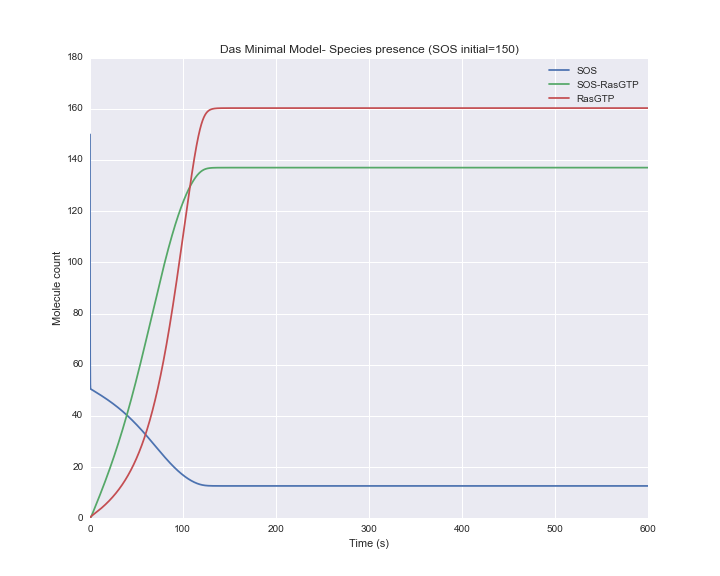 Das Minimal Model- Species presence (SOS initial=150)
SOS
SOS-RasGTP
RasGTP
Molecule count
180
160
140
120
100
80
60
40
20
0
0 100 200 300 400 500 600
Time (s)